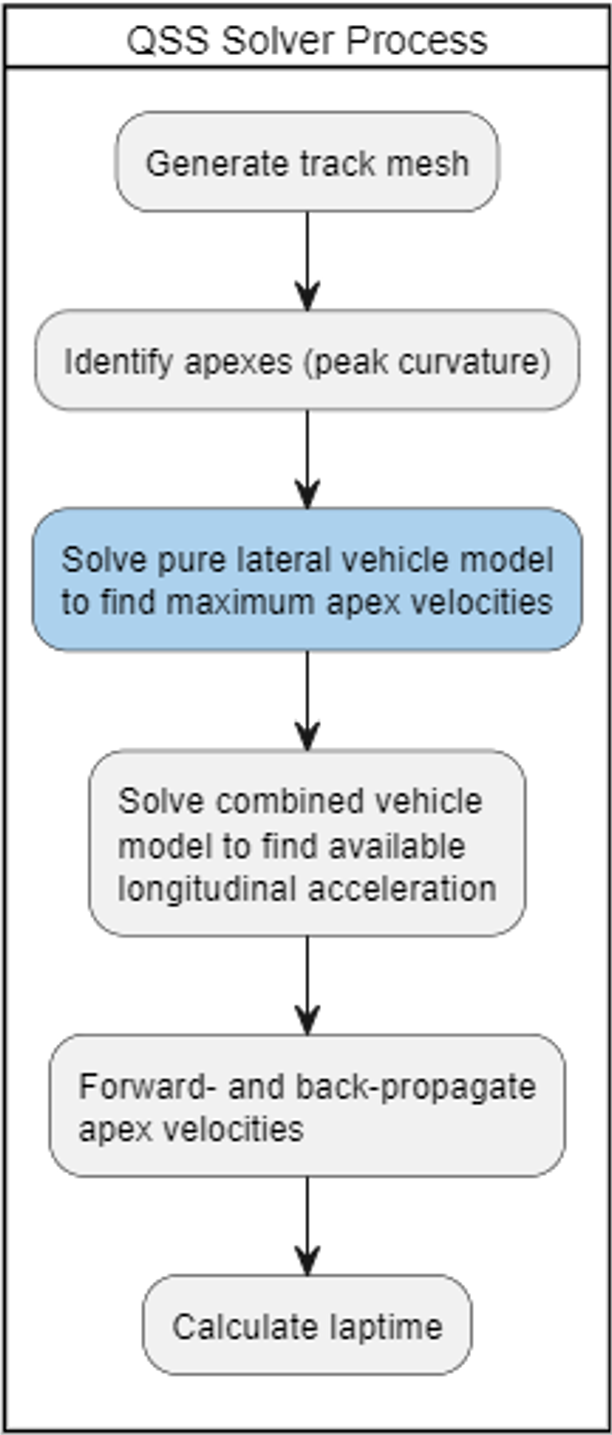 QSS Solver Process
Generate track mesh
Identify apexes (peak curvature)
Solve pure lateral vehicle model
to find maximum apex velocities
Solve combined vehicle
model to find available
longitudinal acceleration
Forward- and back-propagate
apex velocities
Calculate laptime